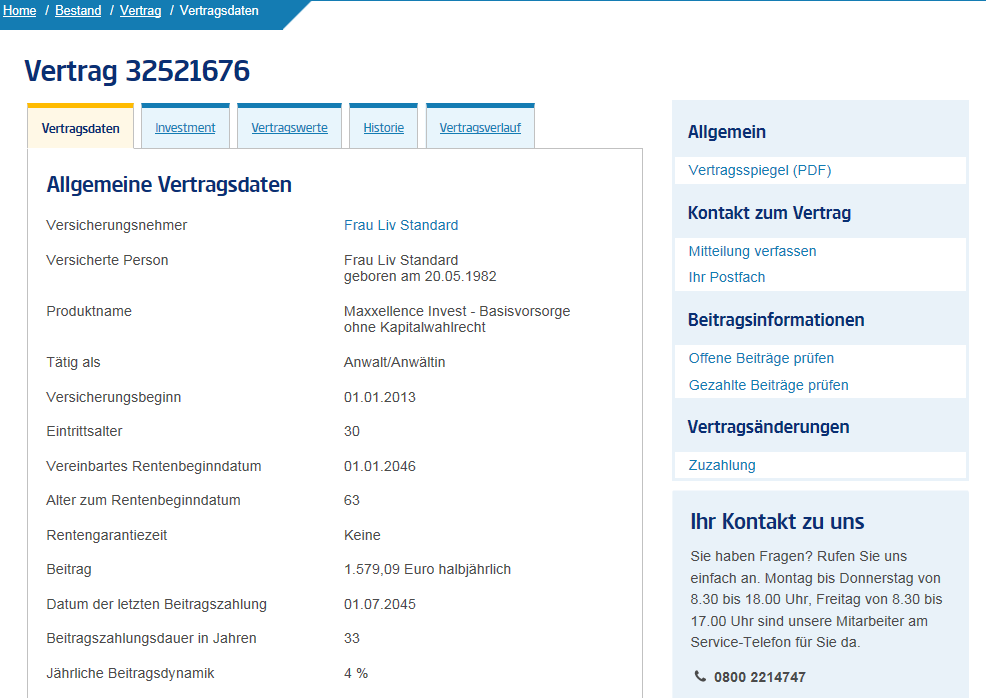 Home / Bestand / Vertrag / Vertragsdaten
Vertrag 32521676
Vertragsdaten Investment Vertragswerte Historie Vertragsverlauf
Allgemeine Vertragsdaten
Versicherungsnehmer Frau Liv Standard
Versicherte Person Frau Liv Standard
geboren am 20.05.1982
Produktname Maxxellence Invest - Basisvorsorge
ohne Kapitalwahlrecht
Tätig als Anwalt/Anwältin
Versicherungsbeginn 01.01.2013
Eintrittsalter 30
Vereinbartes Rentenbeginndatum 01.01.2046
Alter zum Rentenbeginndatum 63
Rentengarantiezeit Keine
Beitrag 1.579,09 Euro halbjährlich
Datum der letzten Beitragszahlung 01.07.2045
Beitragszahlungsdauer in Jahren 33
Jährliche Beitragsdynamik 4 %
Allgemein
Vertragsspiegel (PDF)
Kontakt zum Vertrag
Mitteilung verfassen
Ihr Postfach
Beitragsinformationen
Offene Beiträge prüfen
Gezahlte Beiträge prüfen
Vertragsänderungen
Zuzahlung
Ihr Kontakt zu uns
Sie haben Fragen? Rufen Sie uns
einfach an. Montag bis Donnerstag von
8.30 bis 18.00 Uhr, Freitag von 8.30 bis
17.00 Uhr sind unsere Mitarbeiter am
Service-Telefon für Sie da.
0800 2214747